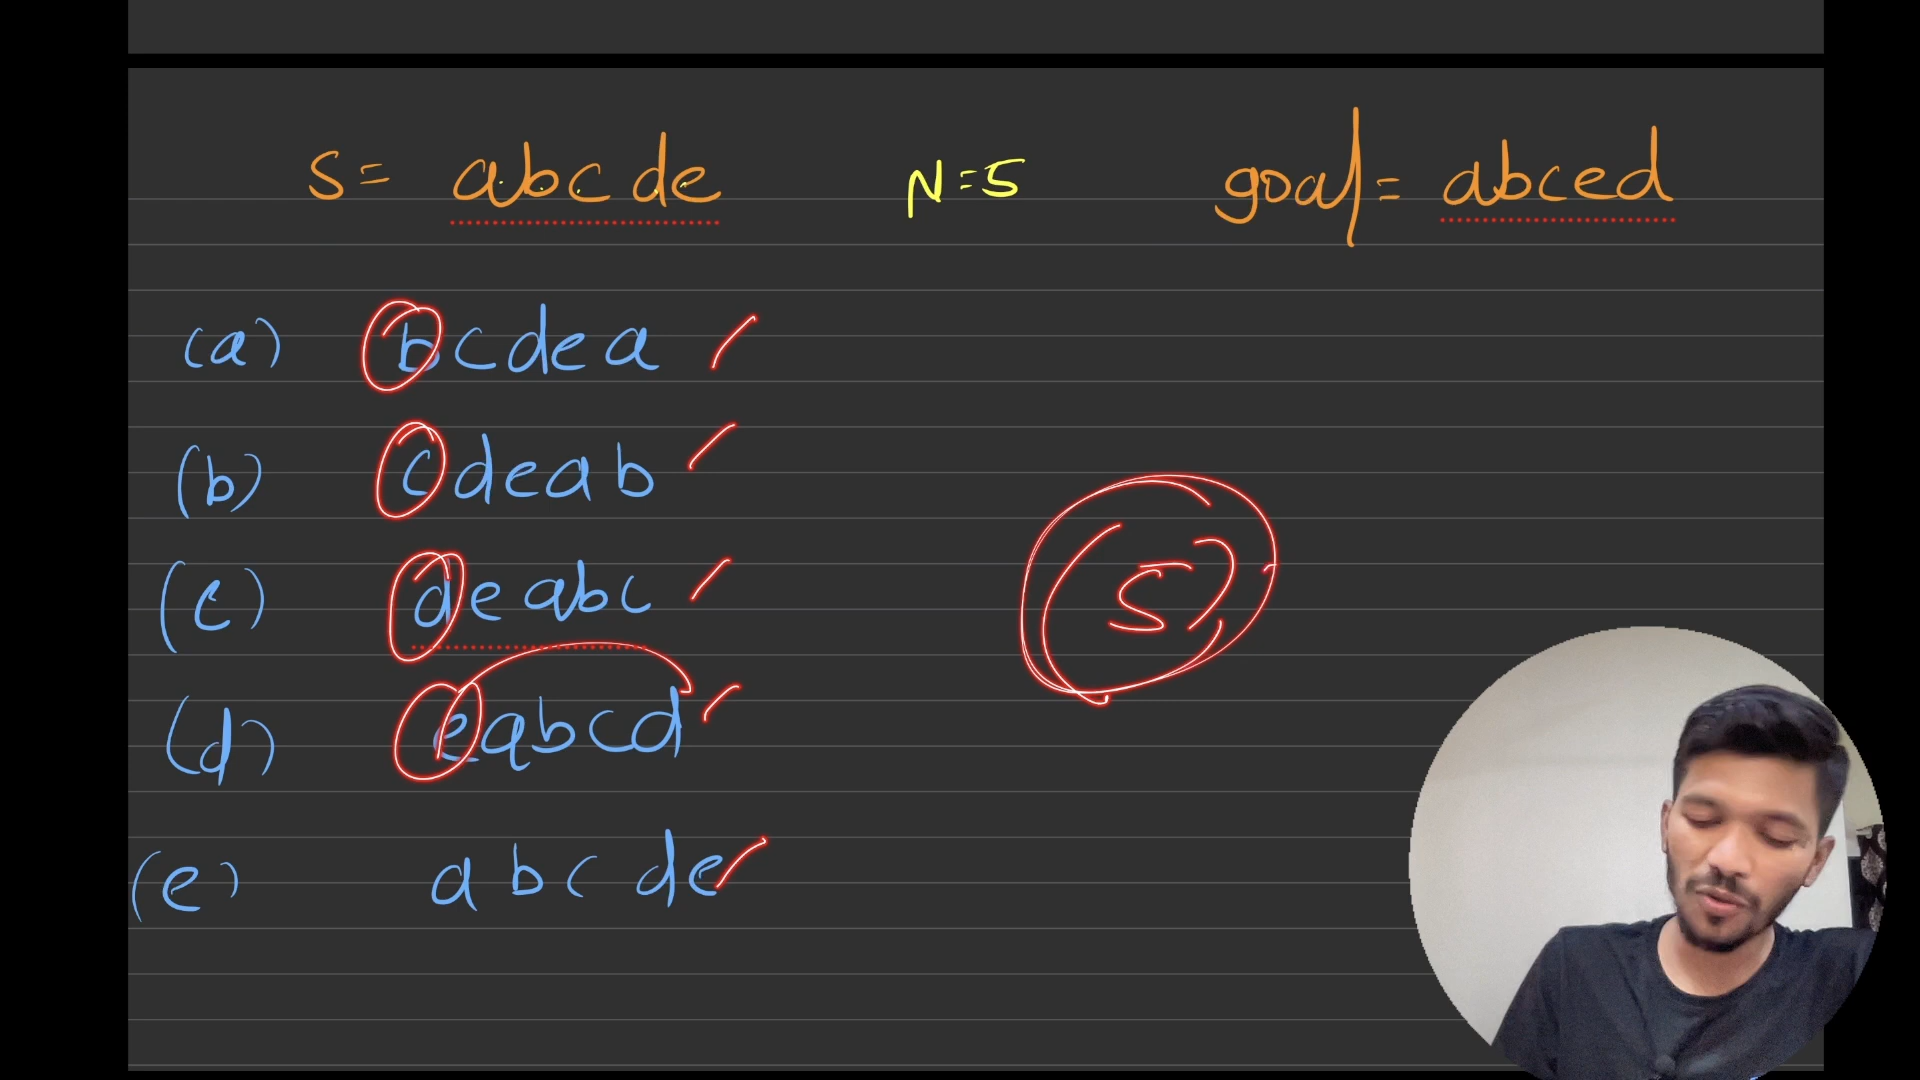 S= abcde N=5 goal= abced
(a) bcdea
(b) cdeab
(c) deabc
(5)
(d) eabcd
(e) abcde